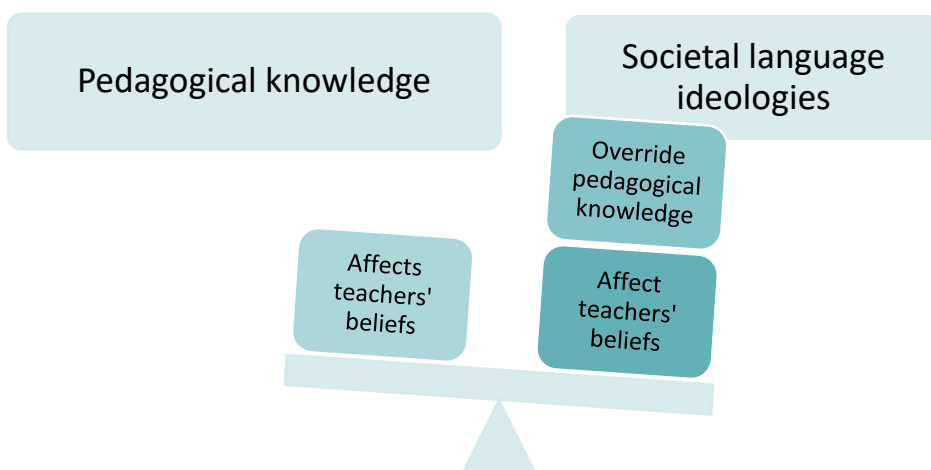 Pedagogical knowledge
Societal language
ideologies
Override
pedagogical
knowledge
Affects
teachers'
beliefs
Affect
teachers'
beliefs